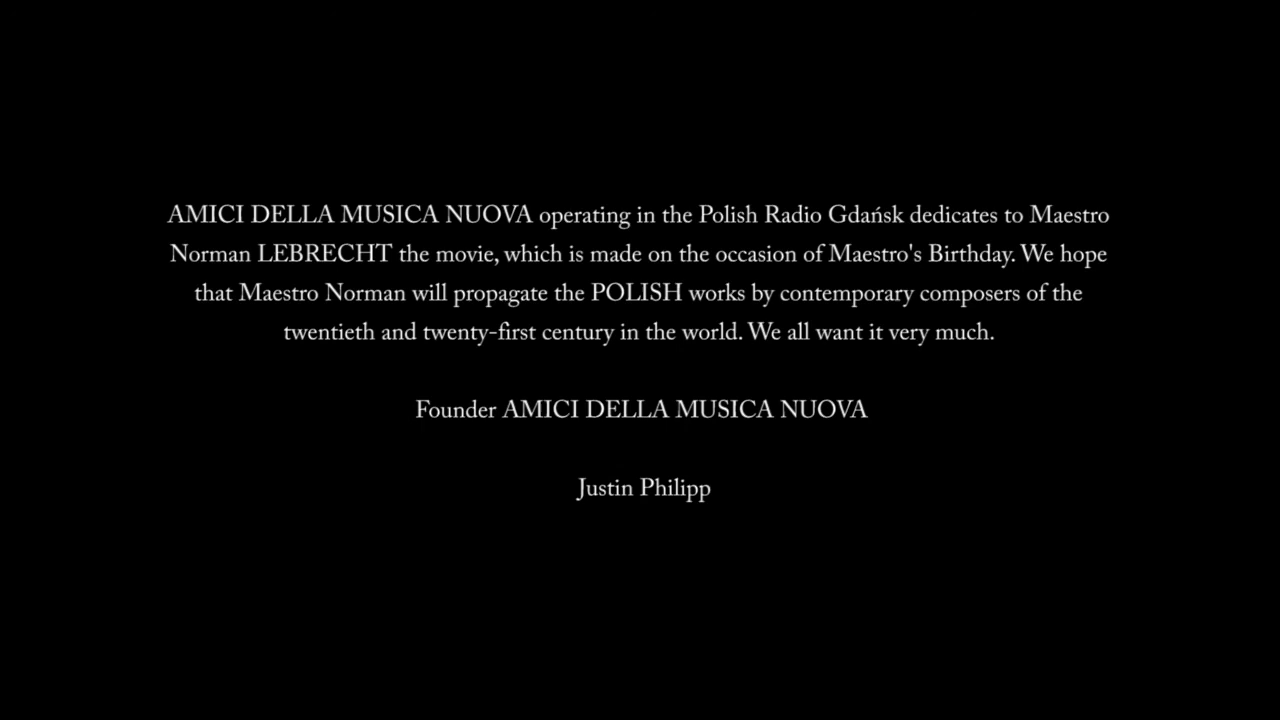 AMICI DELLA MUSICA NUOVA operating in the Polish Radio Gdańsk dedicates to Maestro
Norman LEBRECHT the movie, which is made on the occasion of Maestro's Birthday. We hope
that Maestro Norman will propagate the POLISH works by contemporary composers of the
twentieth and twenty-first century in the world. We all want it very much.
Founder AMICI DELLA MUSICA NUOVA
Justin Philipp